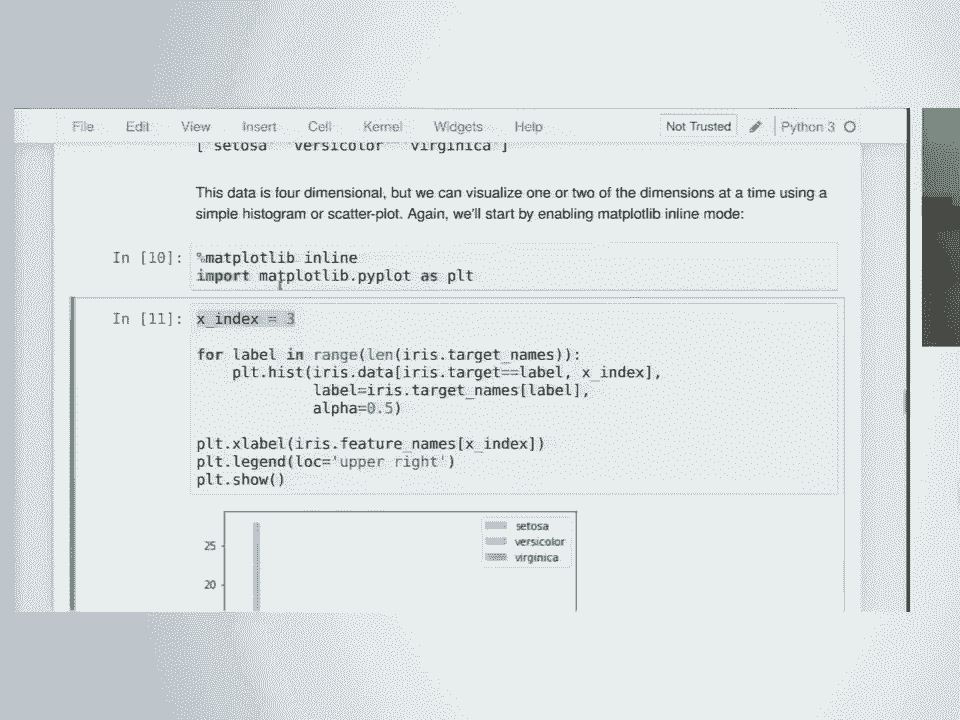 File Edit View Insert Cell Kernel Widgets Help Not Trusted Python 3
['setosa' 'versicolor' 'virginica']
This data is four dimensional, but we can visualize one or two of the dimensions at a time using a
simple histogram or scatter-plot. Again, we'll start by enabling matplotlib inline mode:
In [10]: %matplotlib inline
import matplotlib.pyplot as plt
In [11]: x_index = 3
for label in range(len(iris.target_names)):
    plt.hist(iris.data[iris.target==label, x_index],
             label=iris.target_names[label],
             alpha=0.5)
plt.xlabel(iris.feature_names[x_index])
plt.legend(loc='upper right')
plt.show()
setosa
25 versicolor
virginica
20